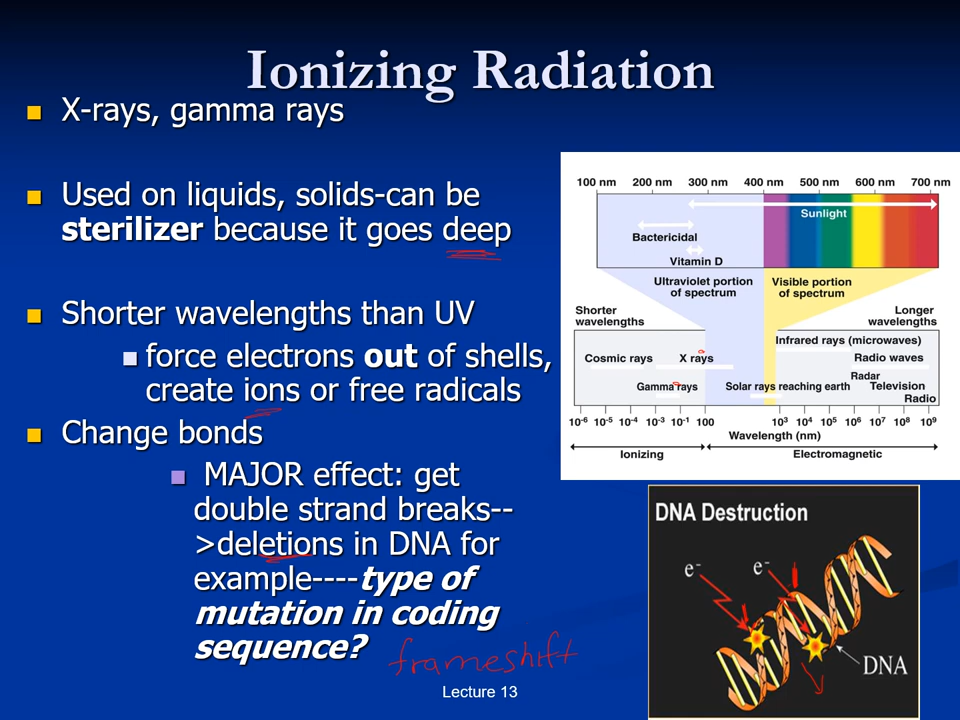 Ionizing Radiation
X-rays, gamma rays
Used on liquids, solids-can be
sterilizer because it goes deep
Shorter wavelengths than UV
force electrons out of shells,
create ions or free radicals
Change bonds
MAJOR effect: get
double strand breaks--
>deletions in DNA for
example----type of
mutation in coding
sequence?
frameshift
Lecture 13
100 nm 200 nm 300 nm 400 nm 500 nm 600 nm 700 nm
Sunlight
Bactericidal
Vitamin D
Ultraviolet portion
of spectrum
Visible portion
of spectrum
Shorter
wavelengths
Longer
wavelengths
Infrared rays (microwaves)
Cosmic rays X rays Radio waves
Radar
Gamma rays Solar rays reaching earth Television
Radio
10-6 10-5 10-4 10-3 10-1 100 10³ 10⁴ 10⁵ 10⁶ 10⁷ 10⁸ 10⁹
Wavelength (nm)
Ionizing Electromagnetic
DNA Destruction
e- e-
DNA